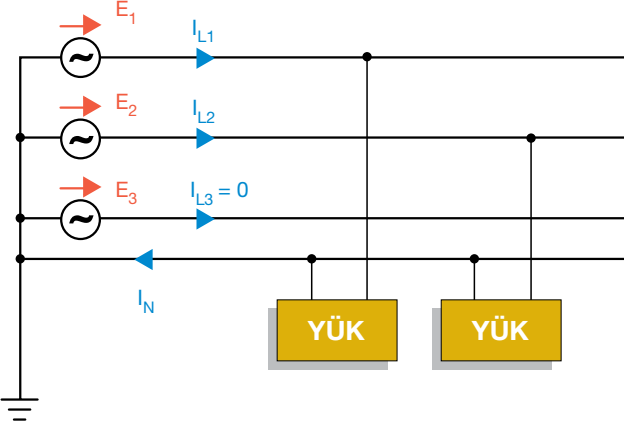 E1
IL1
E2
IL2
E3
IL3 = 0
IN
YÜK
YÜK